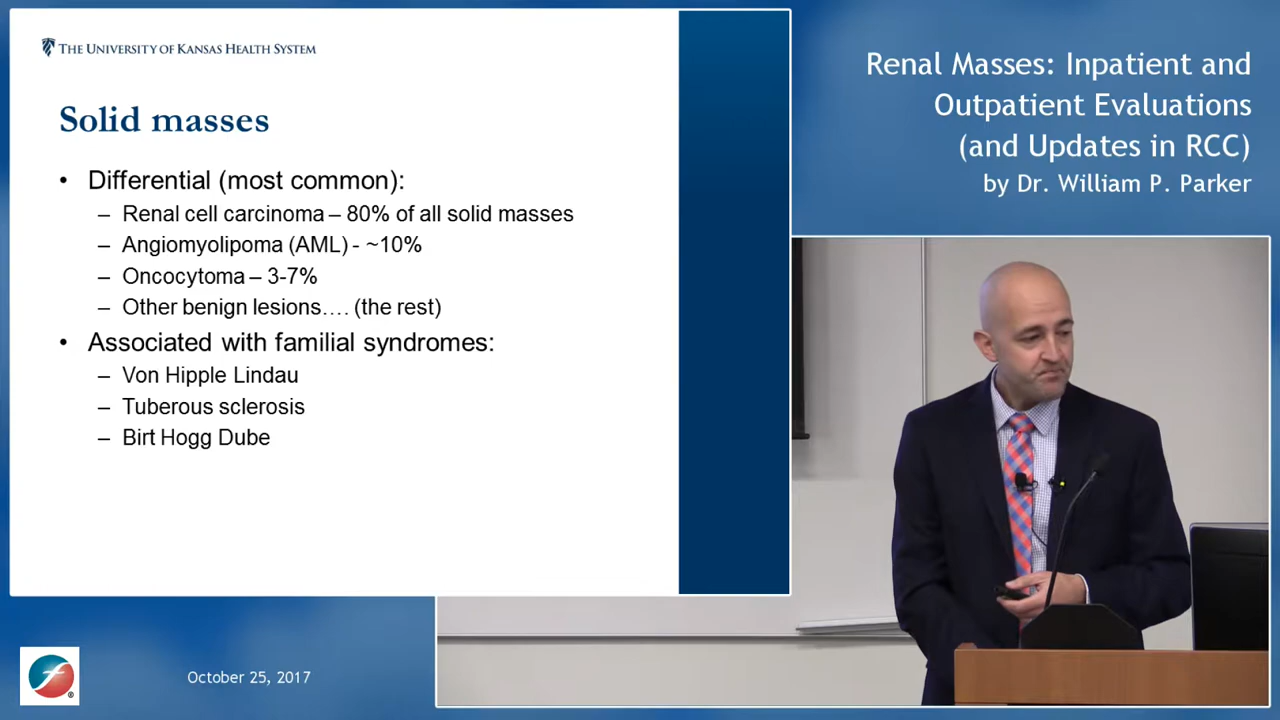 THE UNIVERSITY OF KANSAS HEALTH SYSTEM
Solid masses
• Differential (most common):
– Renal cell carcinoma – 80% of all solid masses
– Angiomyolipoma (AML) - ~10%
– Oncocytoma – 3-7%
– Other benign lesions…. (the rest)
• Associated with familial syndromes:
– Von Hipple Lindau
– Tuberous sclerosis
– Birt Hogg Dube
Renal Masses: Inpatient and
Outpatient Evaluations
(and Updates in RCC)
by Dr. William P. Parker
f
®
October 25, 2017